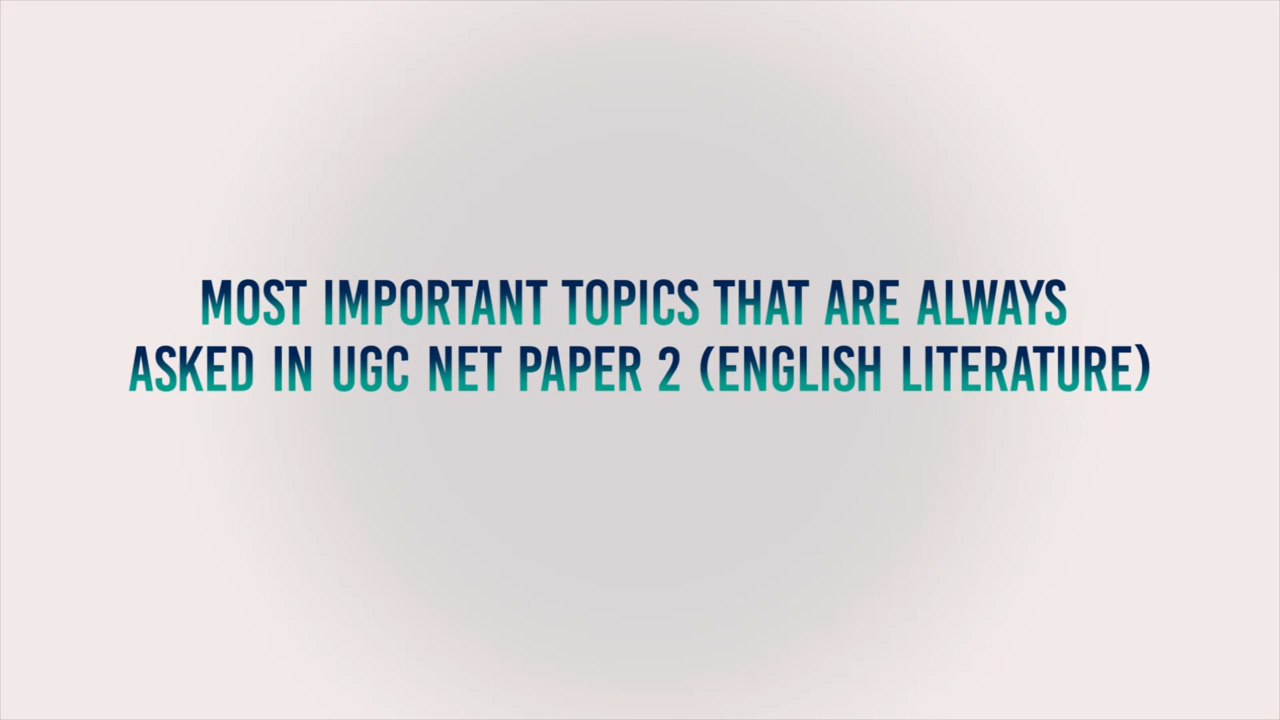 MOST IMPORTANT TOPICS THAT ARE ALWAYS
ASKED IN UGC NET PAPER 2 (ENGLISH LITERATURE)